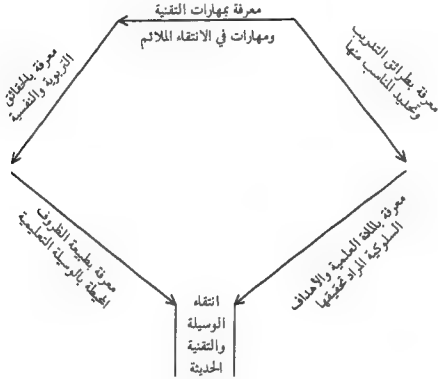 معرفة بمهارات التقنية
ومهارات في الانتقاء الملائم
معرفة بطرائق التدريب
وتحديد المناسب منها
معرفة بالحقائق
التربوية والنفسية
معرفة بالمادة العلمية والأهداف
السلوكية المراد تحقيقها
معرفة بطبيعة الظروف
المحيطة بالوسيلة التعليمية
انتقاء
الوسيلة
والتقنية
الحديثة